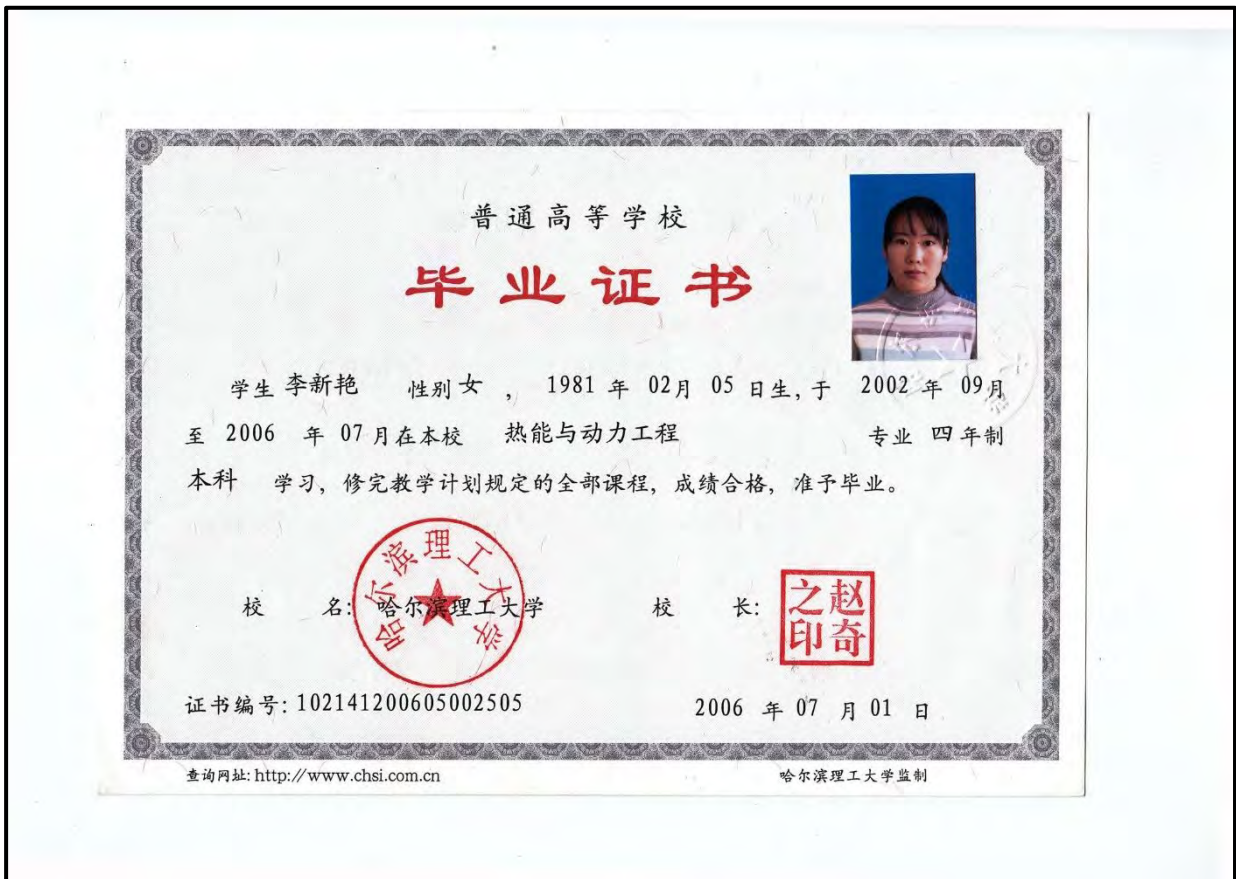 普通高等学校
毕业证书
学生 李新艳 性别 女 , 1981 年 02月 05 日生, 于 2002 年 09月
至 2006 年 07 月在本校 热能与动力工程 专业 四 年制
本科 学习, 修完教学计划规定的全部课程, 成绩合格, 准予毕业。
哈尔滨理工大学
校 名: 哈尔滨理工大学 校 长: 赵奇之印
证书编号: 102141200605002505 2006 年 07 月 01 日
查询网址: http://www.chsi.com.cn 哈尔滨理工大学监制